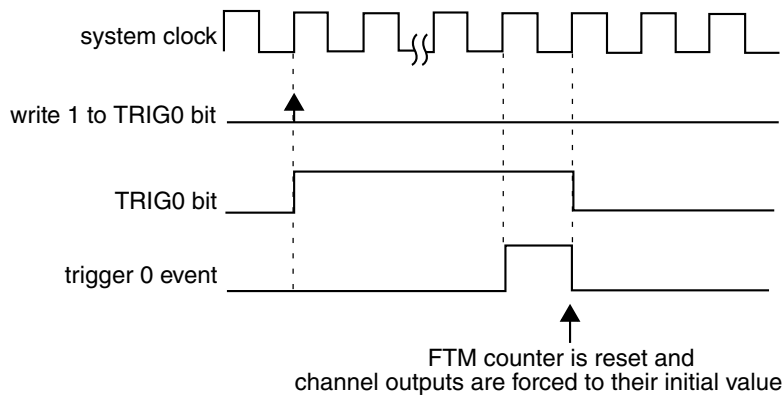 system clock
write 1 to TRIG0 bit
TRIG0 bit
trigger 0 event
FTM counter is reset and
channel outputs are forced to their initial value